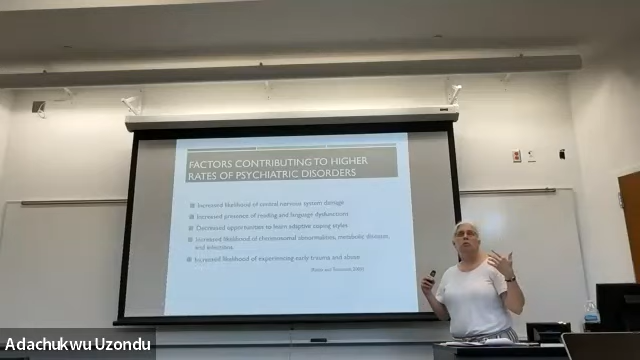 FACTORS CONTRIBUTING TO HIGHER
RATES OF PSYCHIATRIC DISORDERS
Increased likelihood of central nervous system damage
Increased presence of reading and language dysfunctions
Decreased opportunities to learn adaptive coping styles
Increased likelihood of chromosomal abnormalities, metabolic diseases,
and infections
Increased likelihood of experiencing early trauma and abuse
Adachukwu Uzondu